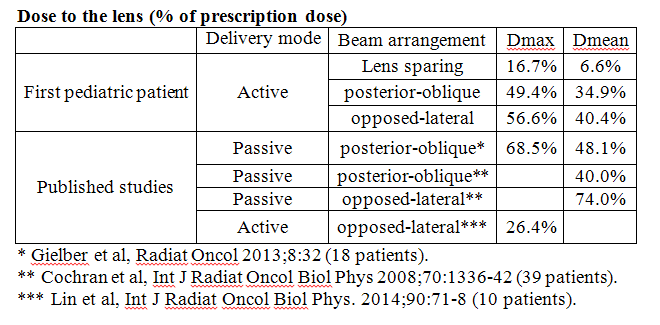 Dose to the lens (% of prescription dose)
Delivery mode Beam arrangement Dmax Dmean
First pediatric patient Active Lens sparing 16.7% 6.6%
posterior-oblique 49.4% 34.9%
opposed-lateral 56.6% 40.4%
Published studies Passive posterior-oblique* 68.5% 48.1%
Passive posterior-oblique** 40.0%
Passive opposed-lateral** 74.0%
Active opposed-lateral*** 26.4%
* Gielber et al, Radiat Oncol 2013;8:32 (18 patients).
** Cochran et al, Int J Radiat Oncol Biol Phys 2008;70:1336-42 (39 patients).
*** Lin et al, Int J Radiat Oncol Biol Phys. 2014;90:71-8 (10 patients).